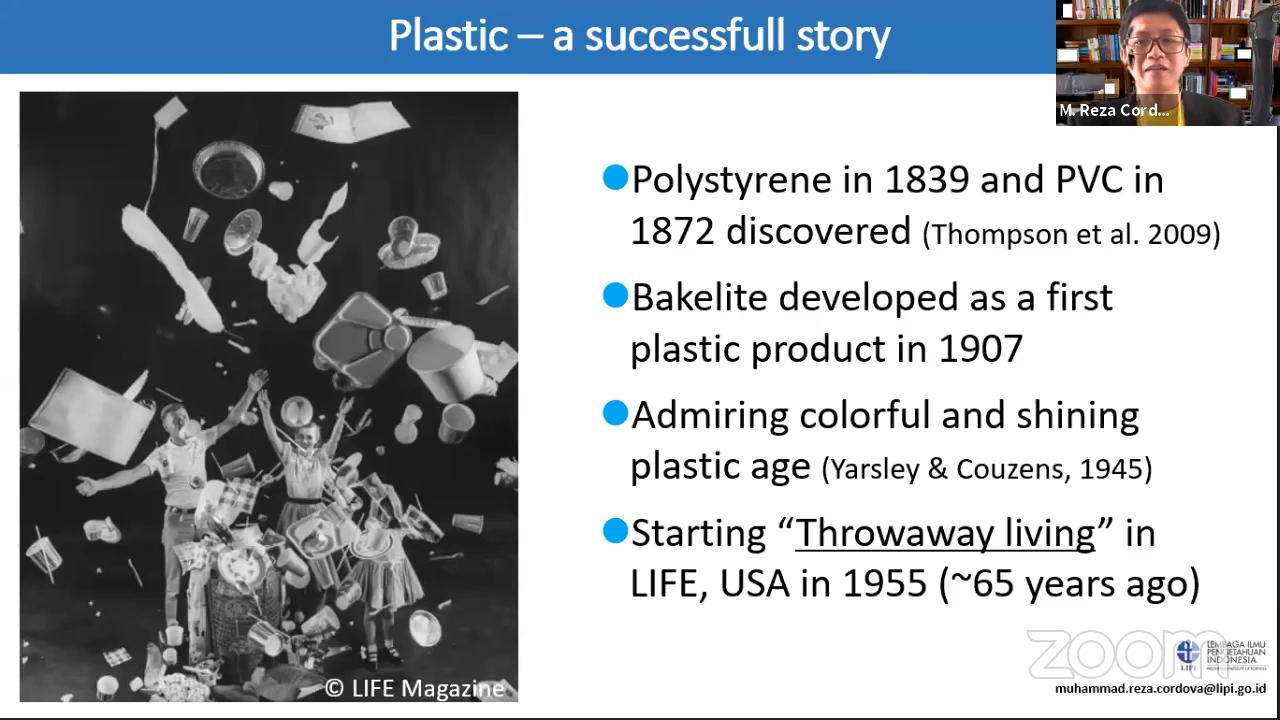 Plastic – a successfull story
M. Reza Cord...
●Polystyrene in 1839 and PVC in
1872 discovered (Thompson et al. 2009)
●Bakelite developed as a first
plastic product in 1907
●Admiring colorful and shining
plastic age (Yarsley & Couzens, 1945)
●Starting “Throwaway living” in
LIFE, USA in 1955 (~65 years ago)
© LIFE Magazine
zoom
LIPI
LEMBAGA ILMU
PENGETAHUAN
INDONESIA
muhammad.reza.cordova@lipi.go.id